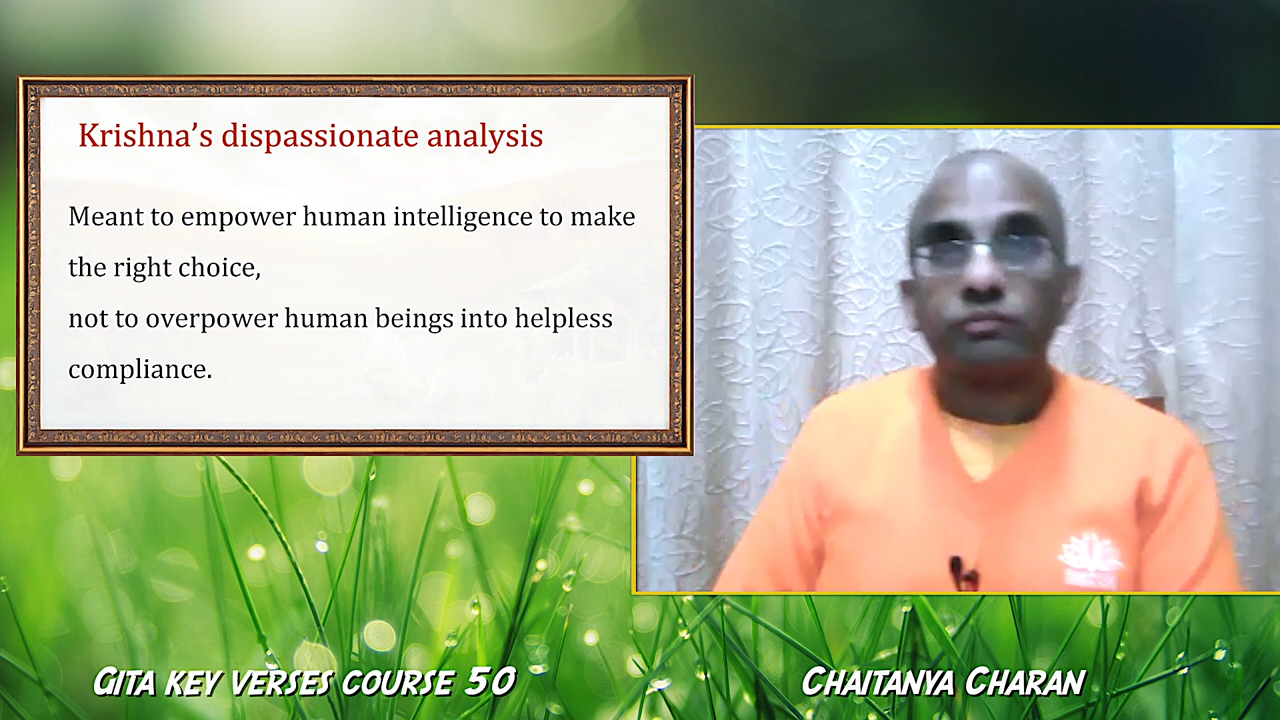 Krishna’s dispassionate analysis
Meant to empower human intelligence to make
the right choice,
not to overpower human beings into helpless
compliance.
GITA KEY VERSES COURSE 50
CHAITANYA CHARAN